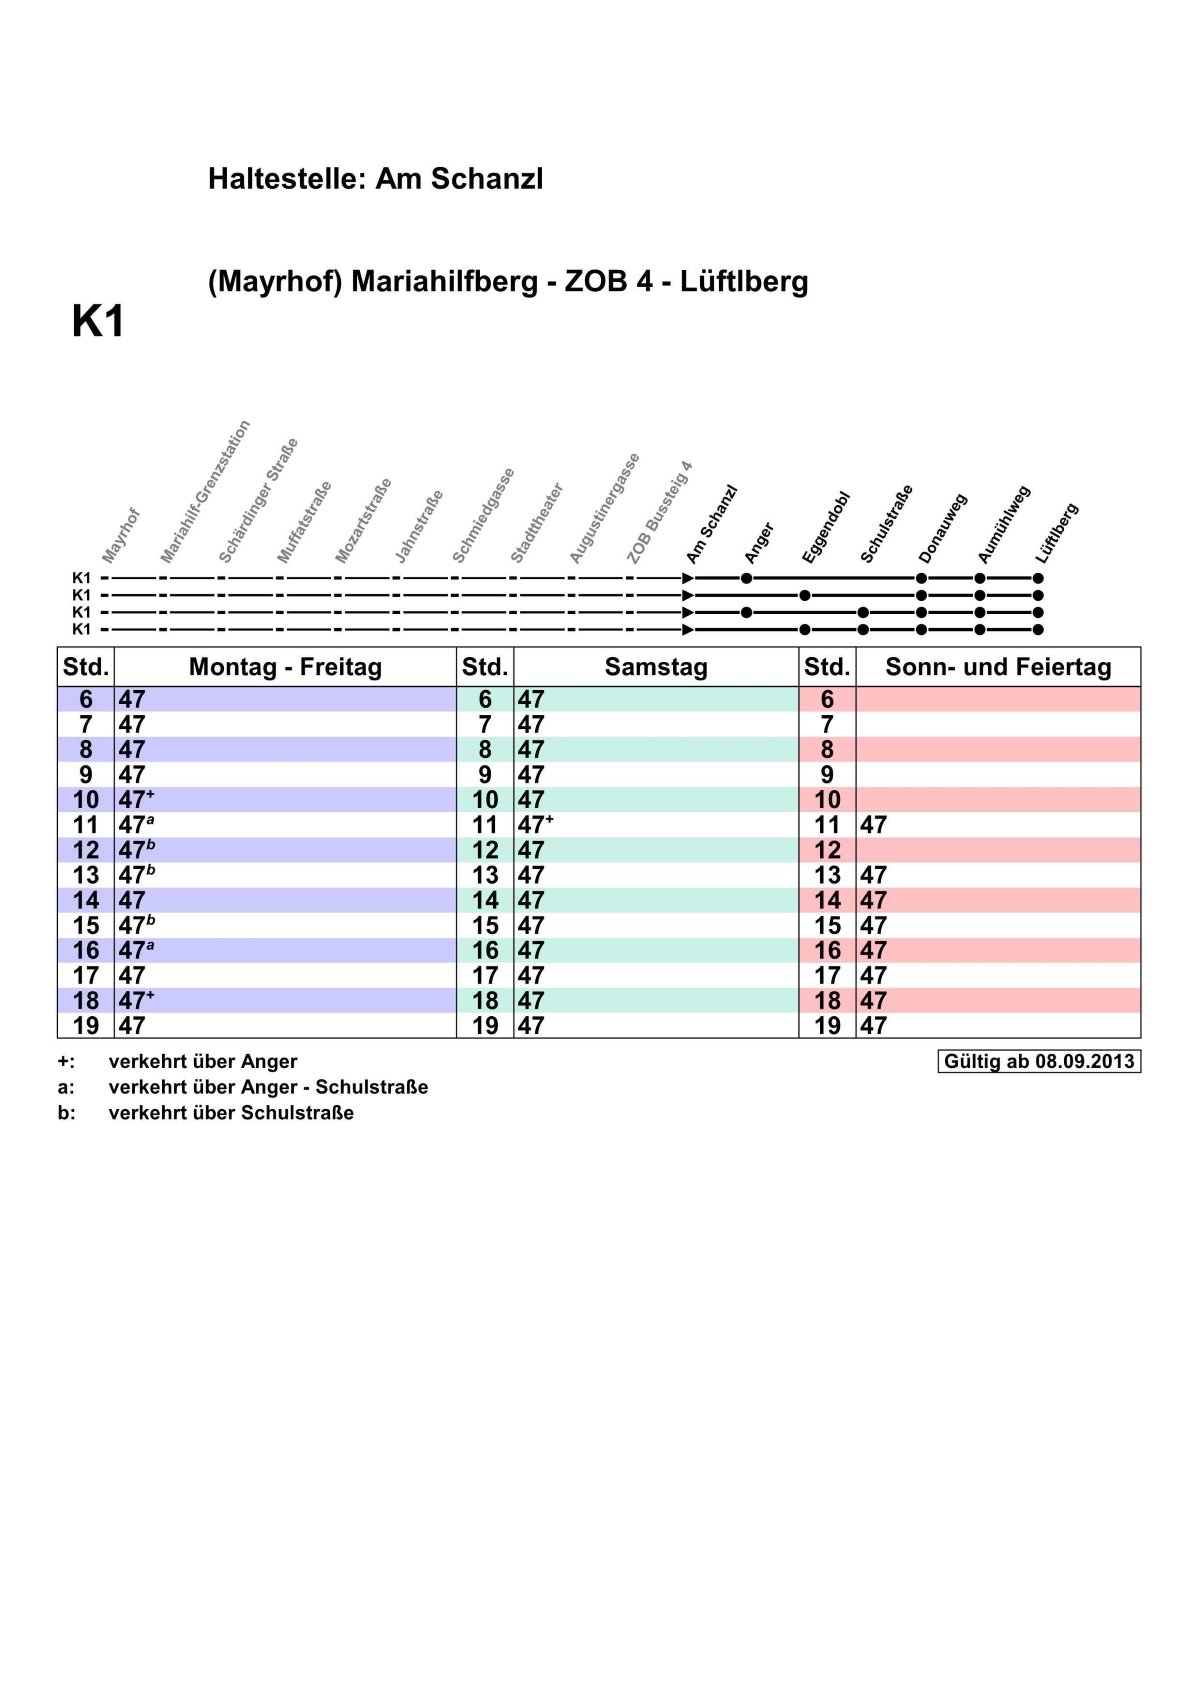 Haltestelle: Am Schanzl
(Mayrhof) Mariahilfberg - ZOB 4 - Lüftlberg
K1
Mayrhof
Mariahilf-Grenzstation
Schärdinger Straße
Muffatstraße
Mozartstraße
Jahnstraße
Schmiedgasse
Stadttheater
Augustinergasse
ZOB Bussteig 4
Am Schanzl
Anger
Eggendobl
Schulstraße
Donauweg
Aumühlweg
Lüftlberg
K1
K1
K1
K1
Std. Montag - Freitag Std. Samstag Std. Sonn- und Feiertag
6 47 6 47 6
7 47 7 47 7
8 47 8 47 8
9 47 9 47 9
10 47+ 10 47 10
11 47a 11 47+ 11 47
12 47b 12 47 12
13 47b 13 47 13 47
14 47 14 47 14 47
15 47b 15 47 15 47
16 47a 16 47 16 47
17 47 17 47 17 47
18 47+ 18 47 18 47
19 47 19 47 19 47
+: verkehrt über Anger Gültig ab 08.09.2013
a: verkehrt über Anger - Schulstraße
b: verkehrt über Schulstraße